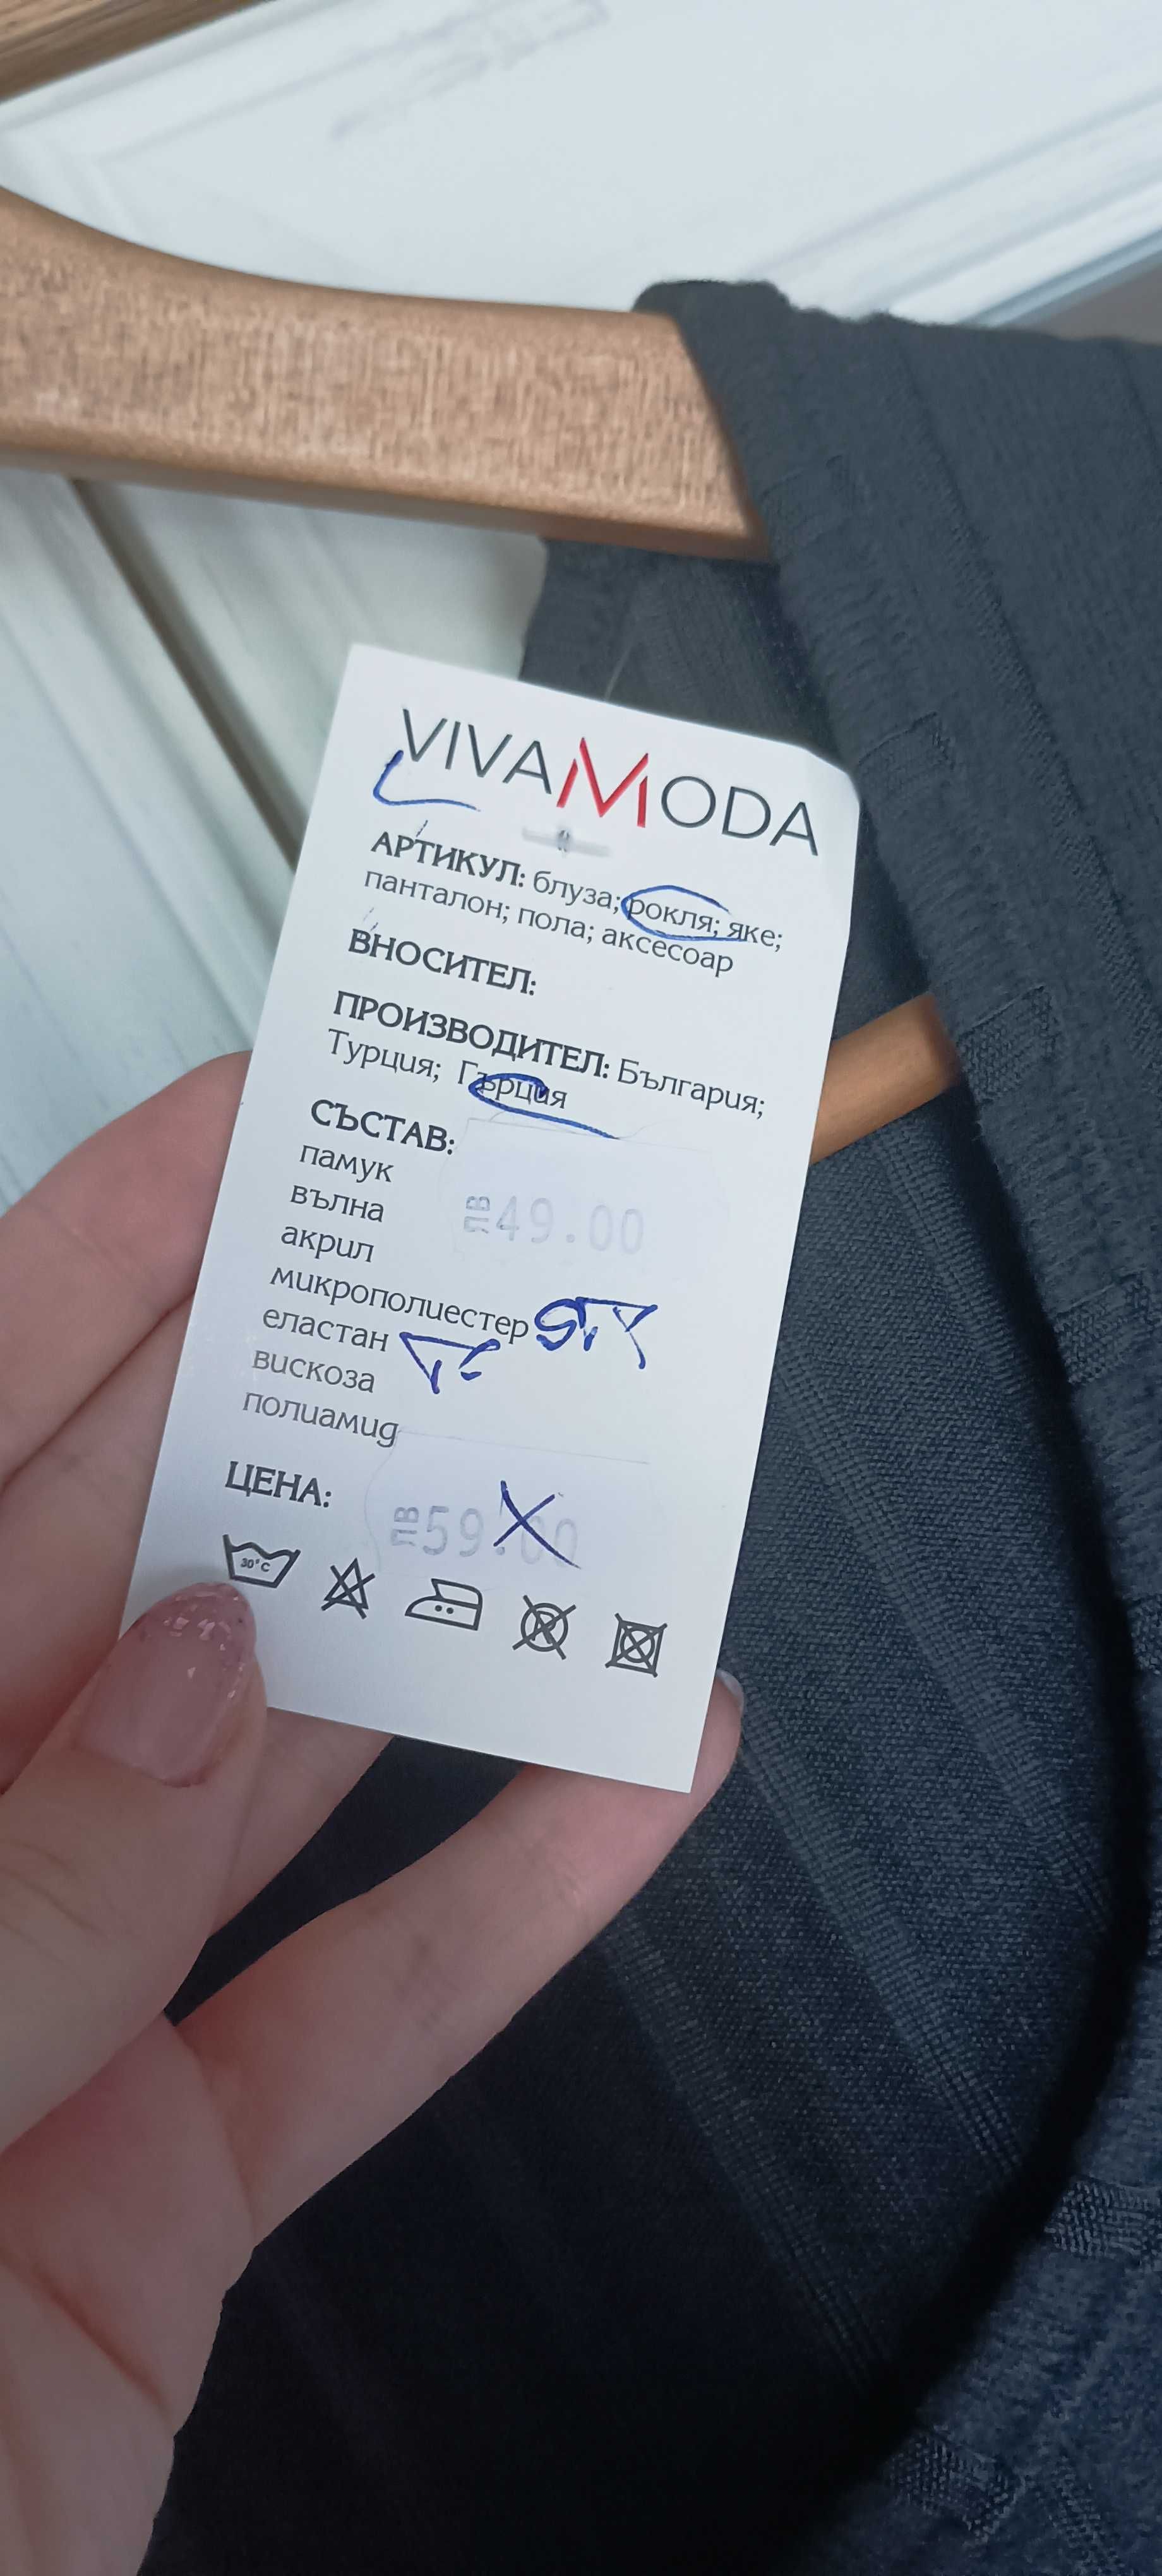 VIVAMODA
L
АРТИКУЛ: блуза; рокля; яке;
панталон; пола; аксесоар
ВНОСИТЕЛ:
ПРОИЗВОДИТЕЛ: България;
Турция; Гърция
СЪСТАВ:
памук
лв49.00
вълна
акрил
микрополиестер
еластан
вискоза
полиамид
ЦЕНА:
лв59.00
30°C